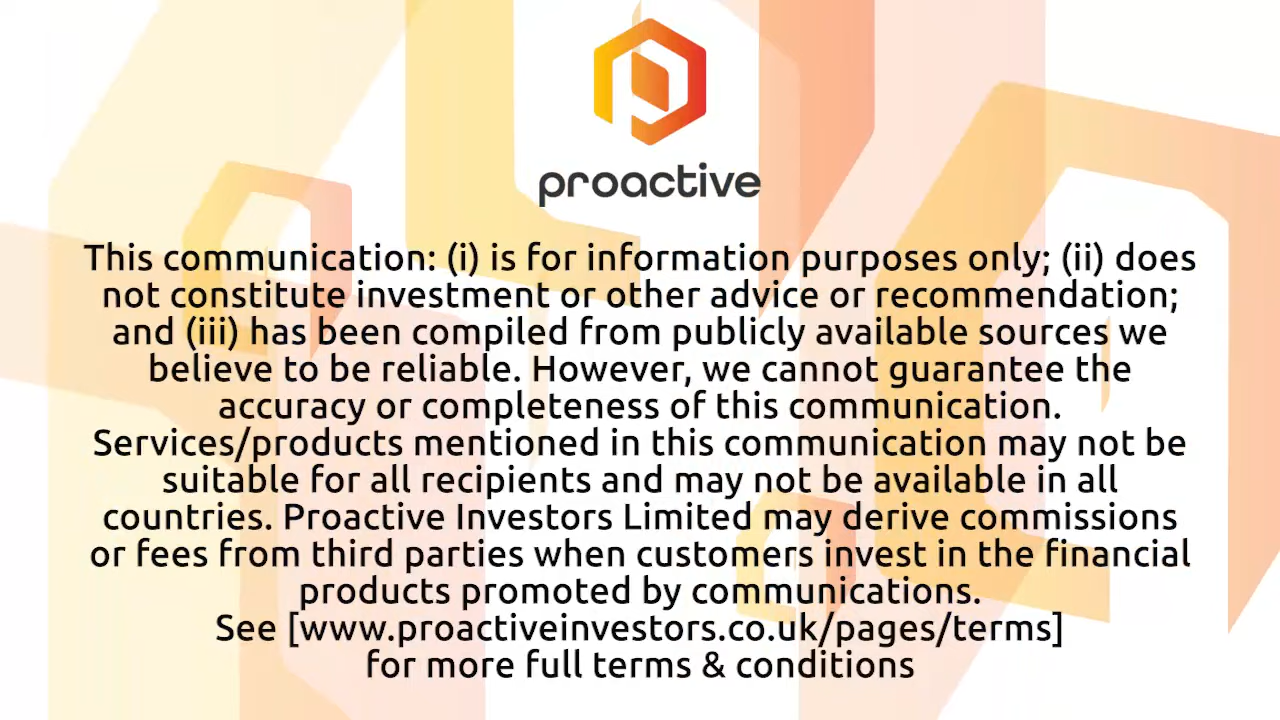 proactive
This communication: (i) is for information purposes only; (ii) does
not constitute investment or other advice or recommendation;
and (iii) has been compiled from publicly available sources we
believe to be reliable. However, we cannot guarantee the
accuracy or completeness of this communication.
Services/products mentioned in this communication may not be
suitable for all recipients and may not be available in all
countries. Proactive Investors Limited may derive commissions
or fees from third parties when customers invest in the financial
products promoted by communications.
See [www.proactiveinvestors.co.uk/pages/terms]
for more full terms & conditions